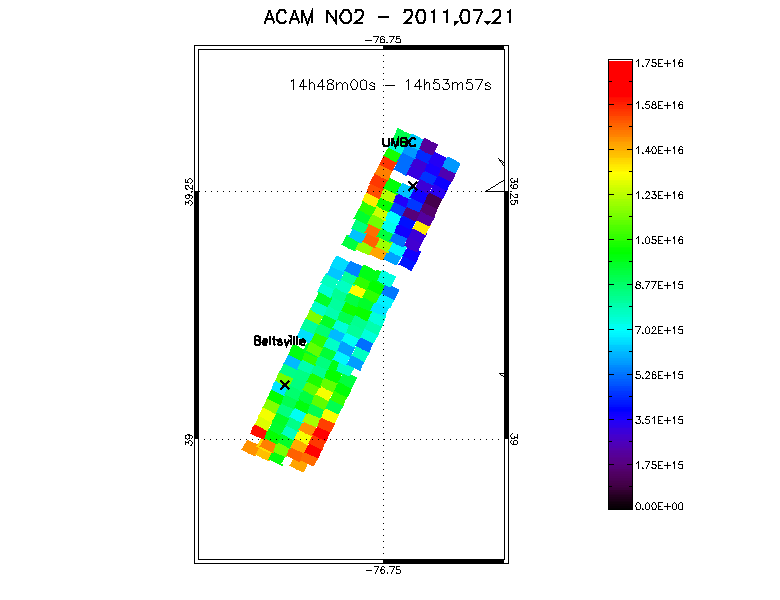 ACAM NO2 - 2011.07.21
-76.75
14h48m00s - 14h53m57s
UMBC
39.25
39.25
Beltsville
39
39
-76.75
1.75E+16
1.58E+16
1.40E+16
1.23E+16
1.05E+16
8.77E+15
7.02E+15
5.26E+15
3.51E+15
1.75E+15
0.00E+00